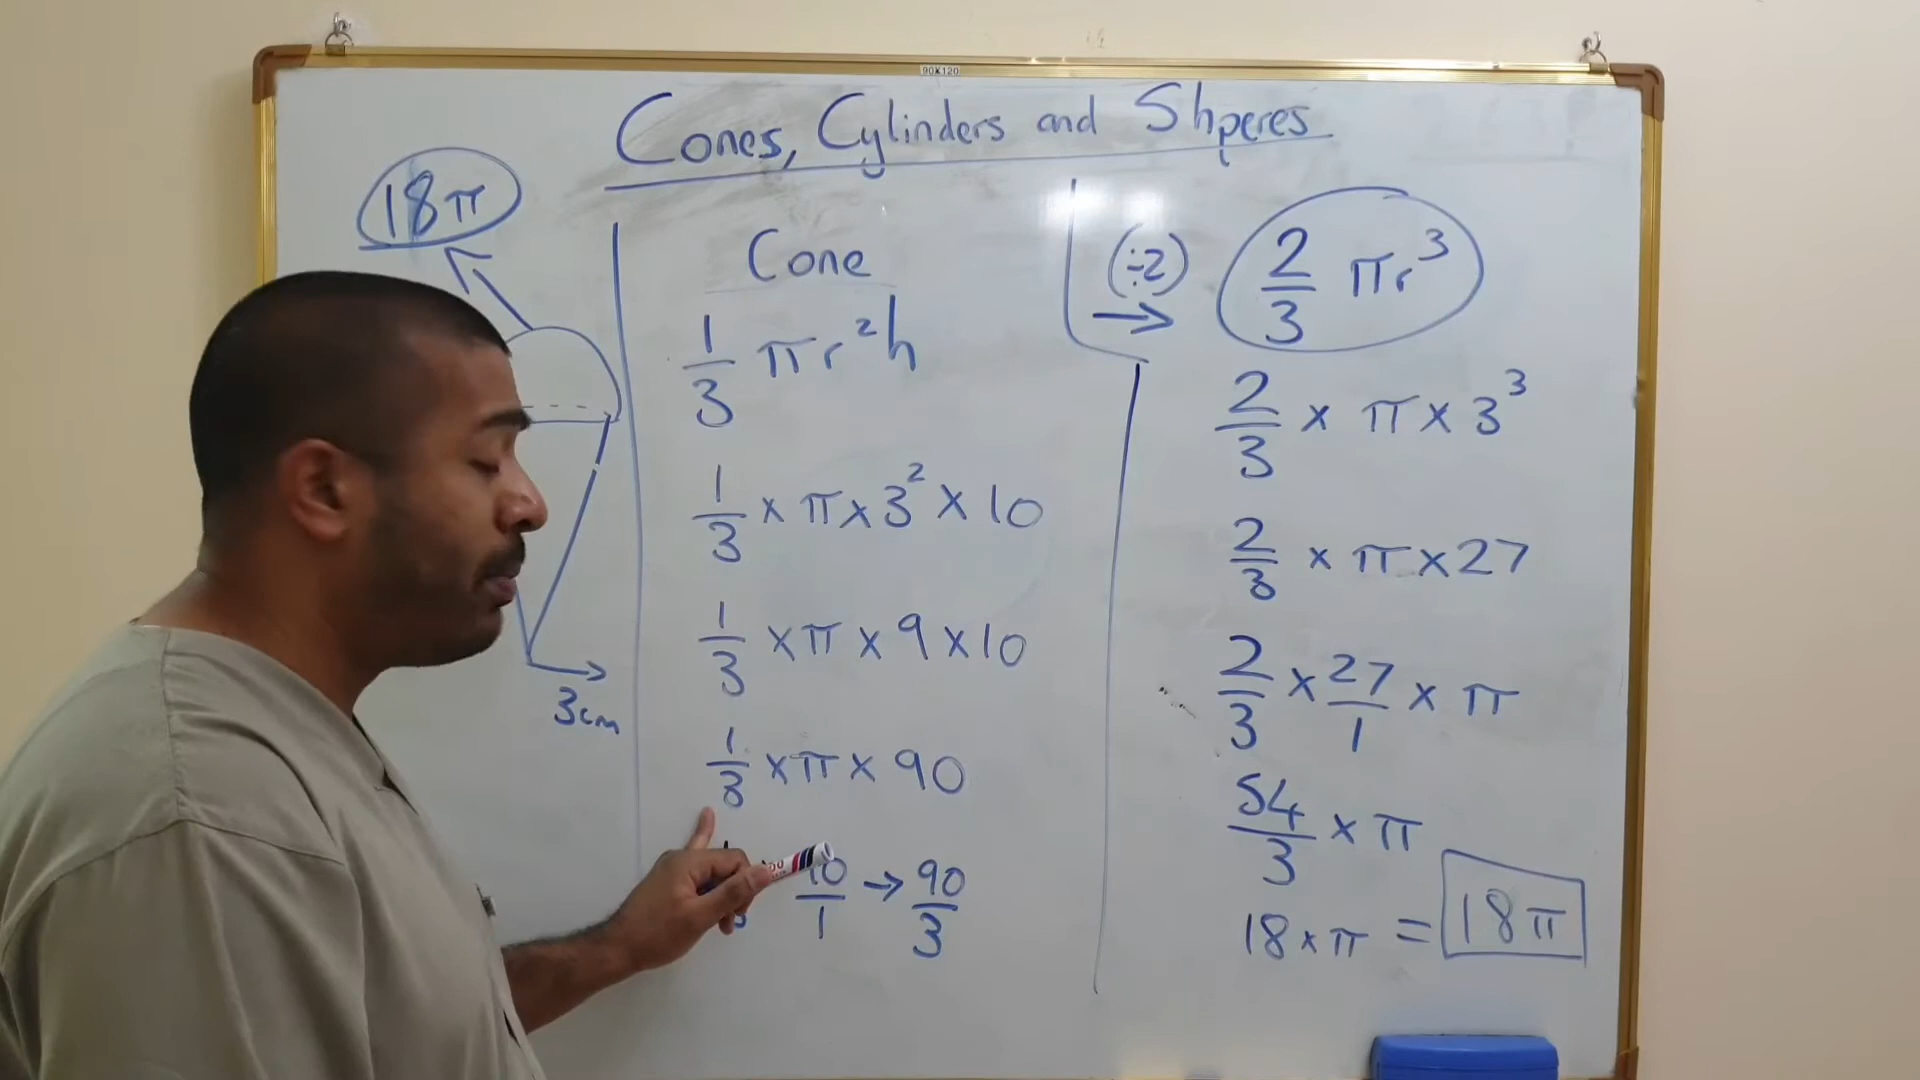 90x120
Cones, Cylinders and Shperes
18π
3cm
Cone
1/3 πr²h
1/3 × π × 3² × 10
1/3 × π × 9 × 10
1/3 × π × 90
90/1 → 90/3
(÷2) → 2/3 πr³
2/3 × π × 3³
2/3 × π × 27
2/3 × 27/1 × π
54/3 × π
18 × π = 18π